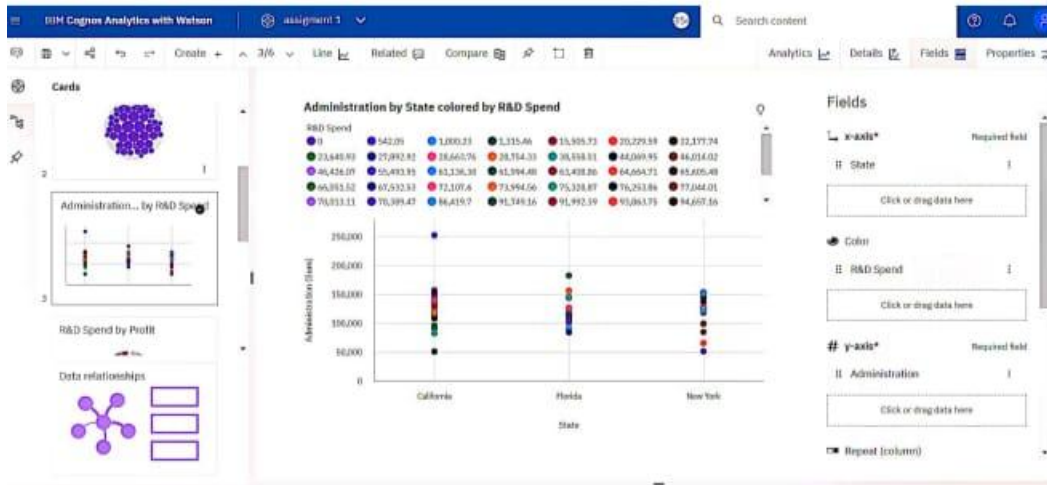 IBM Cognos Analytics with Watson
assigment 1
Search content
Create +
3/6
Line
Related
Compare
Analytics
Details
Fields
Properties
Cards
2
Administration... by R&D Spend
3
R&D Spend by Profit
Data relationships
Administration by State colored by R&D Spend
R&D Spend
0 542.05 1,000.23 1,315.46 15,505.73 20,229.59 22,177.74
23,640.93 27,892.92 28,663.76 28,754.33 38,558.51 44,069.95 46,014.02
46,426.07 55,493.95 61,136.38 61,994.48 63,408.86 64,664.71 65,605.48
66,051.52 67,532.53 72,107.6 73,994.56 75,328.87 76,253.86 77,044.01
78,013.11 78,389.47 86,419.7 91,749.16 91,992.39 93,863.75 94,657.16
Administration (Sum)
250,000
200,000
150,000
100,000
50,000
0
California Florida New York
State
Fields
x-axis* Required field
State
Click or drag data here
Color
R&D Spend
Click or drag data here
y-axis* Required field
Administration
Click or drag data here
Repeat (column)